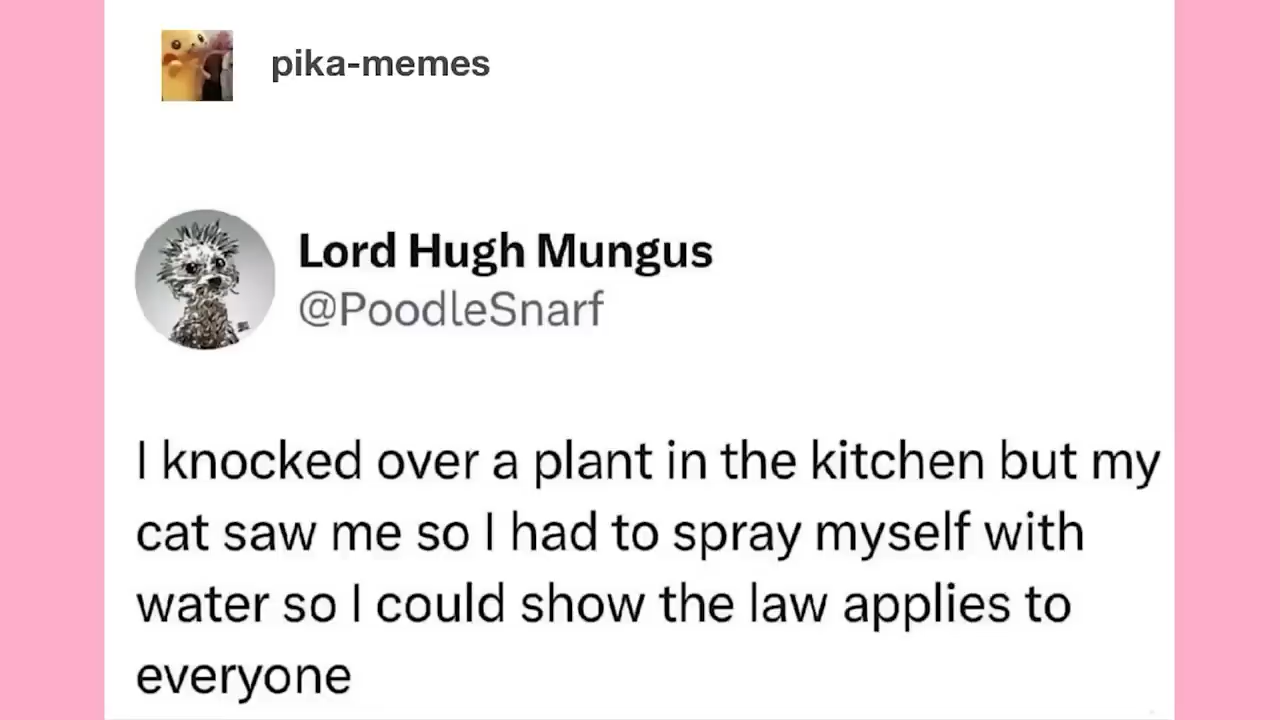 pika-memes
Lord Hugh Mungus
@PoodleSnarf
I knocked over a plant in the kitchen but my
cat saw me so I had to spray myself with
water so I could show the law applies to
everyone